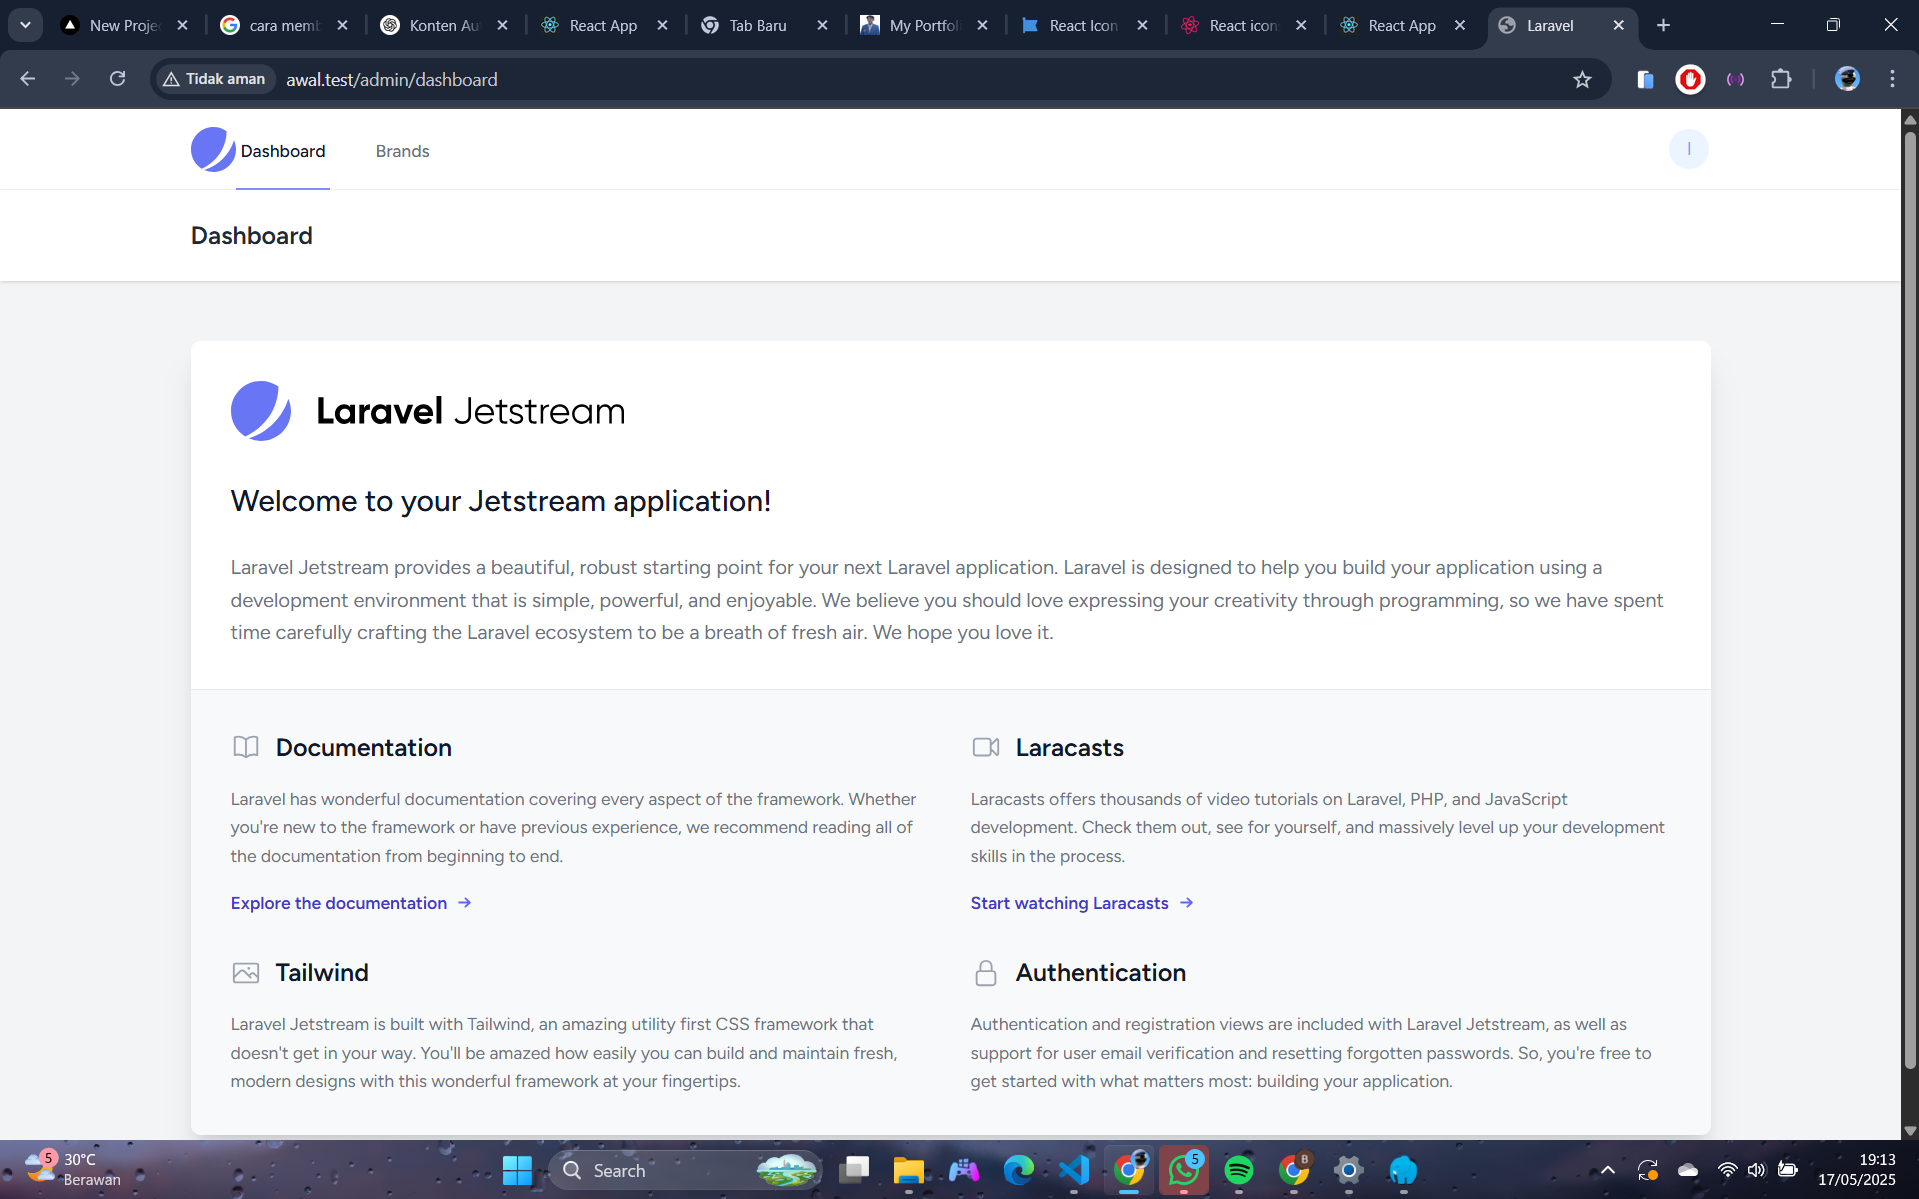 New Proje
cara memb
Konten Au
React App
Tab Baru
My Portfoli
React Icon
React icons
React App
Laravel
Tidak aman
awal.test/admin/dashboard
Dashboard
Brands
I
Dashboard
Laravel Jetstream
Welcome to your Jetstream application!
Laravel Jetstream provides a beautiful, robust starting point for your next Laravel application. Laravel is designed to help you build your application using a
development environment that is simple, powerful, and enjoyable. We believe you should love expressing your creativity through programming, so we have spent
time carefully crafting the Laravel ecosystem to be a breath of fresh air. We hope you love it.
Documentation
Laravel has wonderful documentation covering every aspect of the framework. Whether
you're new to the framework or have previous experience, we recommend reading all of
the documentation from beginning to end.
Explore the documentation
Laracasts
Laracasts offers thousands of video tutorials on Laravel, PHP, and JavaScript
development. Check them out, see for yourself, and massively level up your development
skills in the process.
Start watching Laracasts
Tailwind
Laravel Jetstream is built with Tailwind, an amazing utility first CSS framework that
doesn't get in your way. You'll be amazed how easily you can build and maintain fresh,
modern designs with this wonderful framework at your fingertips.
Authentication
Authentication and registration views are included with Laravel Jetstream, as well as
support for user email verification and resetting forgotten passwords. So, you're free to
get started with what matters most: building your application.
5
30°C
Berawan
Search
5
B
19:13
17/05/2025